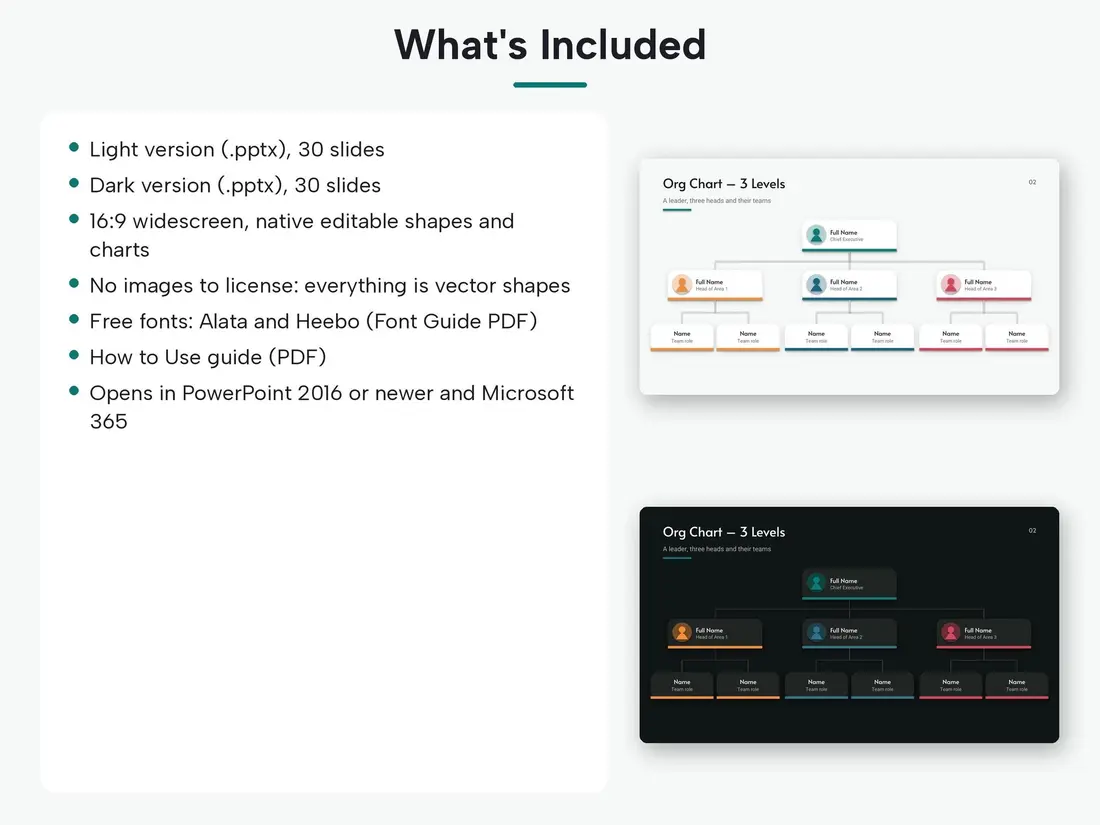 What's Included
Light version (.pptx), 30 slides
Dark version (.pptx), 30 slides
16:9 widescreen, native editable shapes and
charts
No images to license: everything is vector shapes
Free fonts: Alata and Heebo (Font Guide PDF)
How to Use guide (PDF)
Opens in PowerPoint 2016 or newer and Microsoft
365
Org Chart – 3 Levels
02
A leader, three heads and their teams
Full Name
Chief Executive
Full Name
Head of Area 1
Full Name
Head of Area 2
Full Name
Head of Area 3
Name
Team role
Name
Team role
Name
Team role
Name
Team role
Name
Team role
Name
Team role
Org Chart – 3 Levels
02
A leader, three heads and their teams
Full Name
Chief Executive
Full Name
Head of Area 1
Full Name
Head of Area 2
Full Name
Head of Area 3
Name
Team role
Name
Team role
Name
Team role
Name
Team role
Name
Team role
Name
Team role